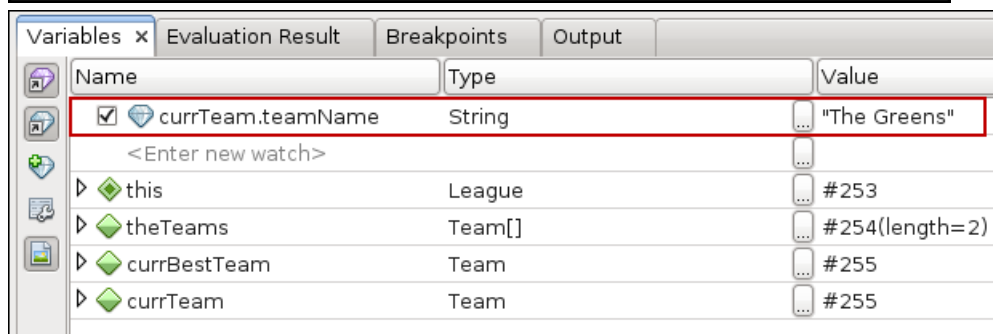 Variables x Evaluation Result Breakpoints Output
Name Type Value
currTeam.teamName String ... "The Greens"
<Enter new watch> ...
this League ... #253
theTeams Team[] ... #254(length=2)
currBestTeam Team ... #255
currTeam Team ... #255